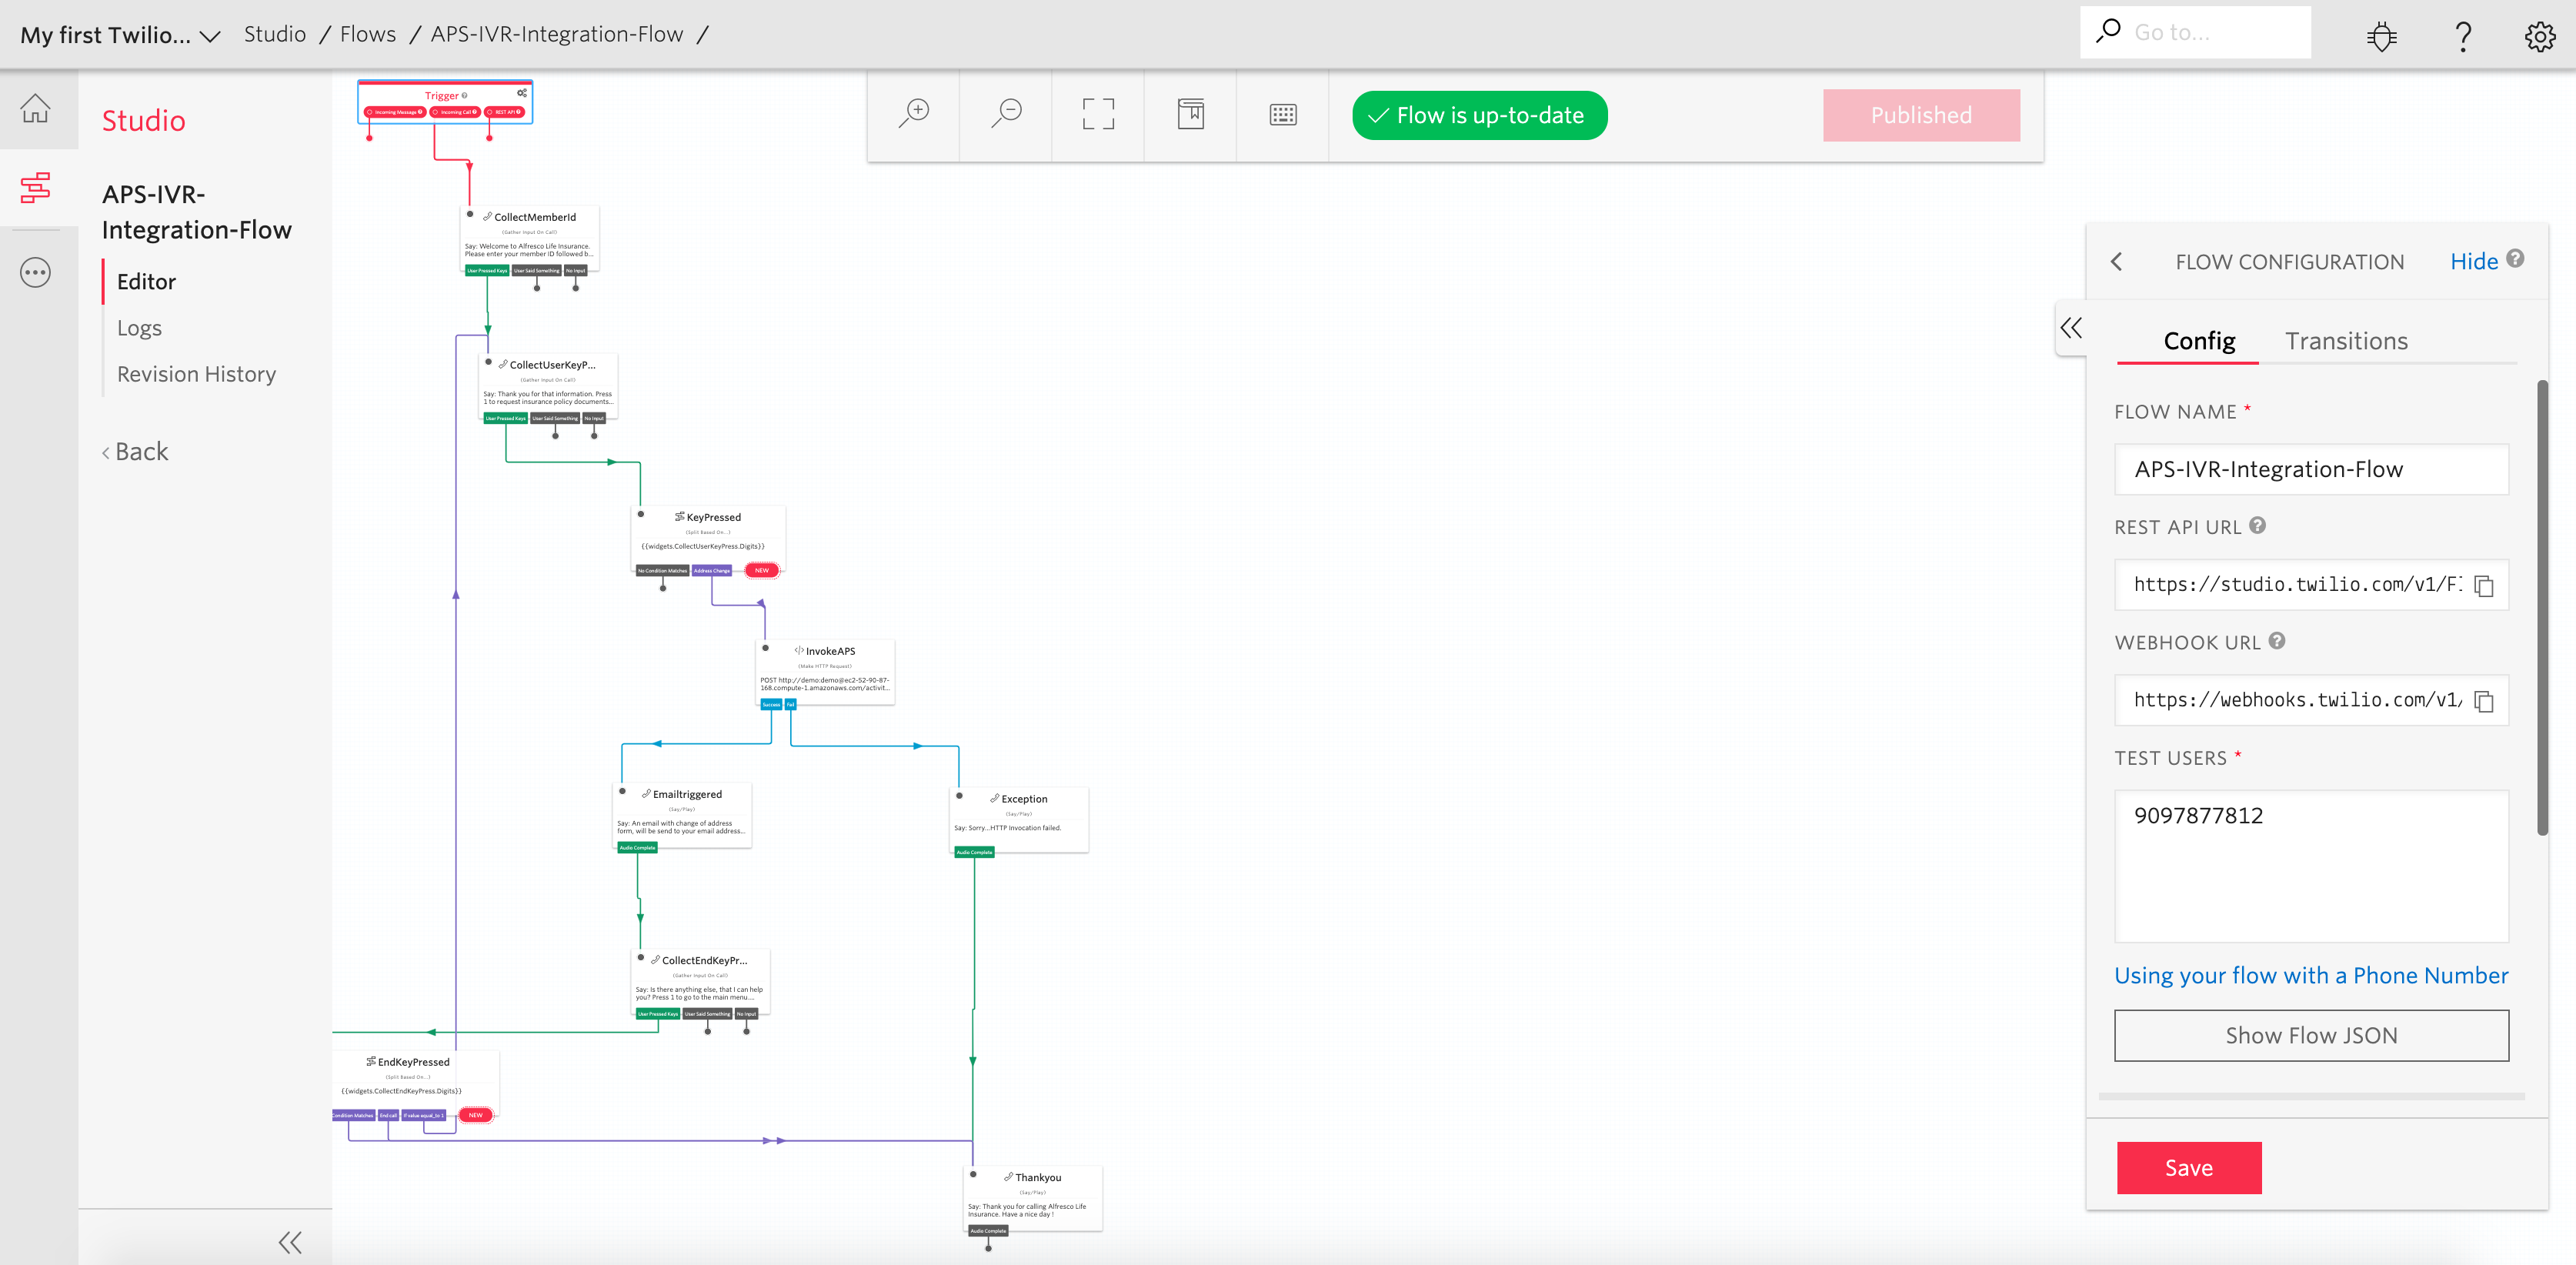 My first Twilio...
Studio / Flows / APS-IVR-Integration-Flow /
Go to...
Studio
APS-IVR-
Integration-Flow
Editor
Logs
Revision History
‹ Back
Flow is up-to-date
Published
Trigger
Incoming Message
Incoming Call
REST API
CollectMemberId
(Gather Input On Call)
Say: Welcome to Alfresco Life Insurance.
Please enter your member ID followed b...
User Pressed Keys
User Said Something
No Input
CollectUserKeyP...
(Gather Input On Call)
Say: Thank you for that information. Press
1 to request insurance policy documents...
User Pressed Keys
User Said Something
No Input
KeyPressed
(Split Based On...)
{{widgets.CollectUserKeyPress.Digits}}
No Condition Matches
Address Change
NEW
</> InvokeAPS
(Make HTTP Request)
POST http://demo:demo@ec2-52-90-87-
168.compute-1.amazonaws.com/activit...
Success
Fail
Emailtriggered
(Say/Play)
Say: An email with change of address
form, will be send to your email address...
Audio Complete
Exception
(Say/Play)
Say: Sorry...HTTP Invocation failed.
Audio Complete
CollectEndKeyPr...
(Gather Input On Call)
Say: Is there anything else, that I can help
you? Press 1 to go to the main menu....
User Pressed Keys
User Said Something
No Input
EndKeyPressed
(Split Based On...)
{{widgets.CollectEndKeyPress.Digits}}
Condition Matches
End call
If value equal_to 1
NEW
Thankyou
(Say/Play)
Say: Thank you for calling Alfresco Life
Insurance. Have a nice day !
Audio Complete
FLOW CONFIGURATION
Hide
Config
Transitions
FLOW NAME *
APS-IVR-Integration-Flow
REST API URL
https://studio.twilio.com/v1/F
WEBHOOK URL
https://webhooks.twilio.com/v1/
TEST USERS *
9097877812
Using your flow with a Phone Number
Show Flow JSON
Save